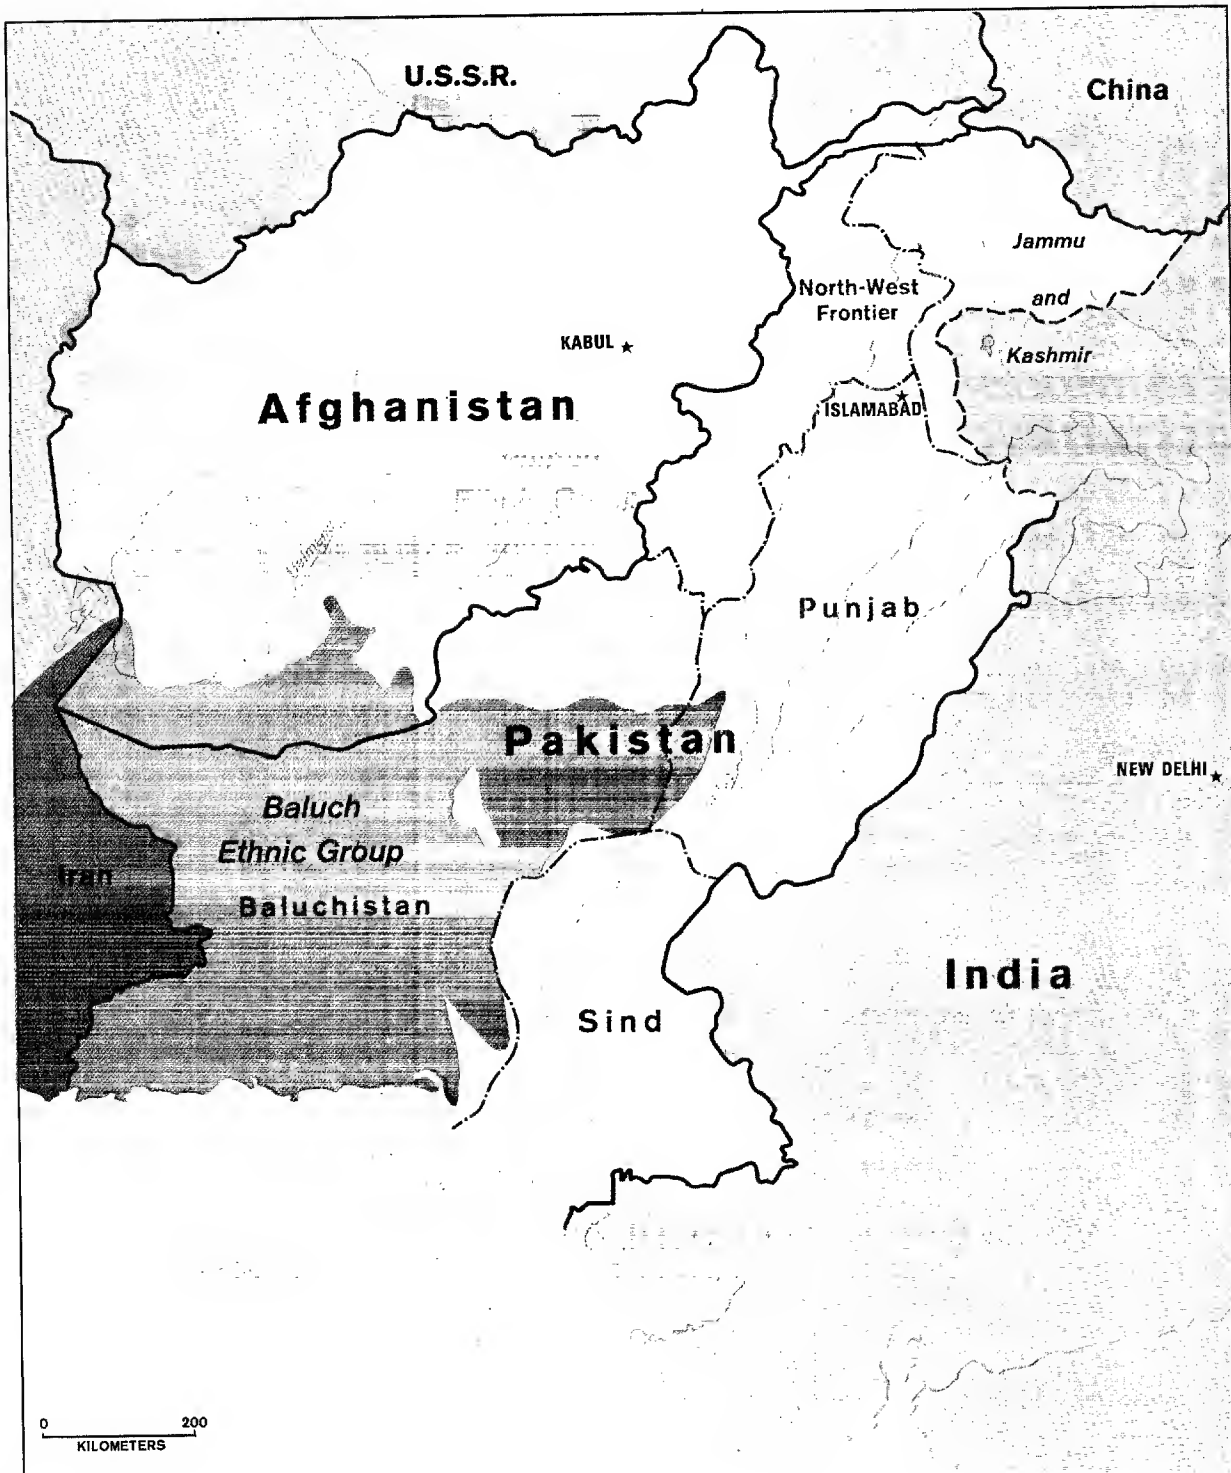 U.S.S.R.
China
Jammu
and
Kashmir
North-West
Frontier
KABUL
Afghanistan
ISLAMABAD
Helmand
Punjab
Pakistan
NEW DELHI
Baluch
Ethnic Group
Iran
Baluchistan
India
Sind
0 200
KILOMETERS